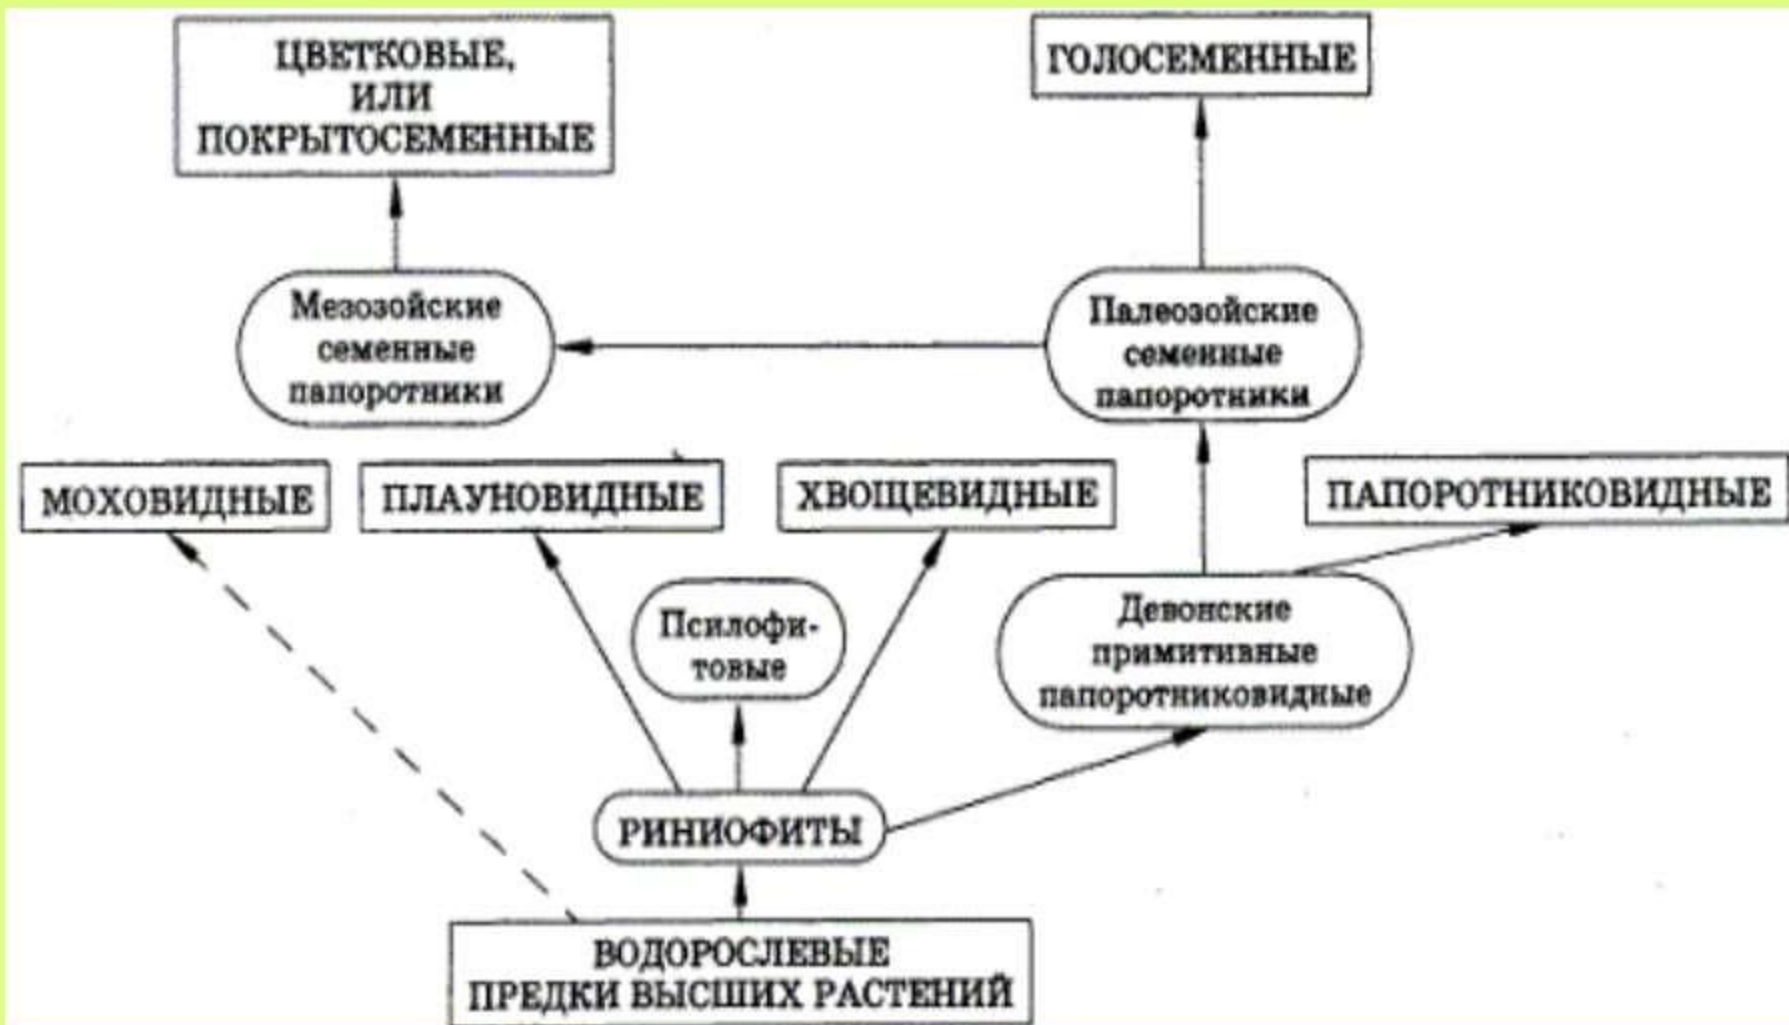 ЦВЕТКОВЫЕ,
ИЛИ
ПОКРЫТОСЕМЕННЫЕ
ГОЛОСЕМЕННЫЕ
Мезозойские
семенные
папоротники
Палеозойские
семенные
папоротники
МОХОВИДНЫЕ
ПЛАУНОВИДНЫЕ
ХВОЩЕВИДНЫЕ
ПАПОРОТНИКОВИДНЫЕ
Псилофи-
товые
Девонские
примитивные
папоротниковидные
РИНИОФИТЫ
ВОДОРОСЛЕВЫЕ
ПРЕДКИ ВЫСШИХ РАСТЕНИЙ